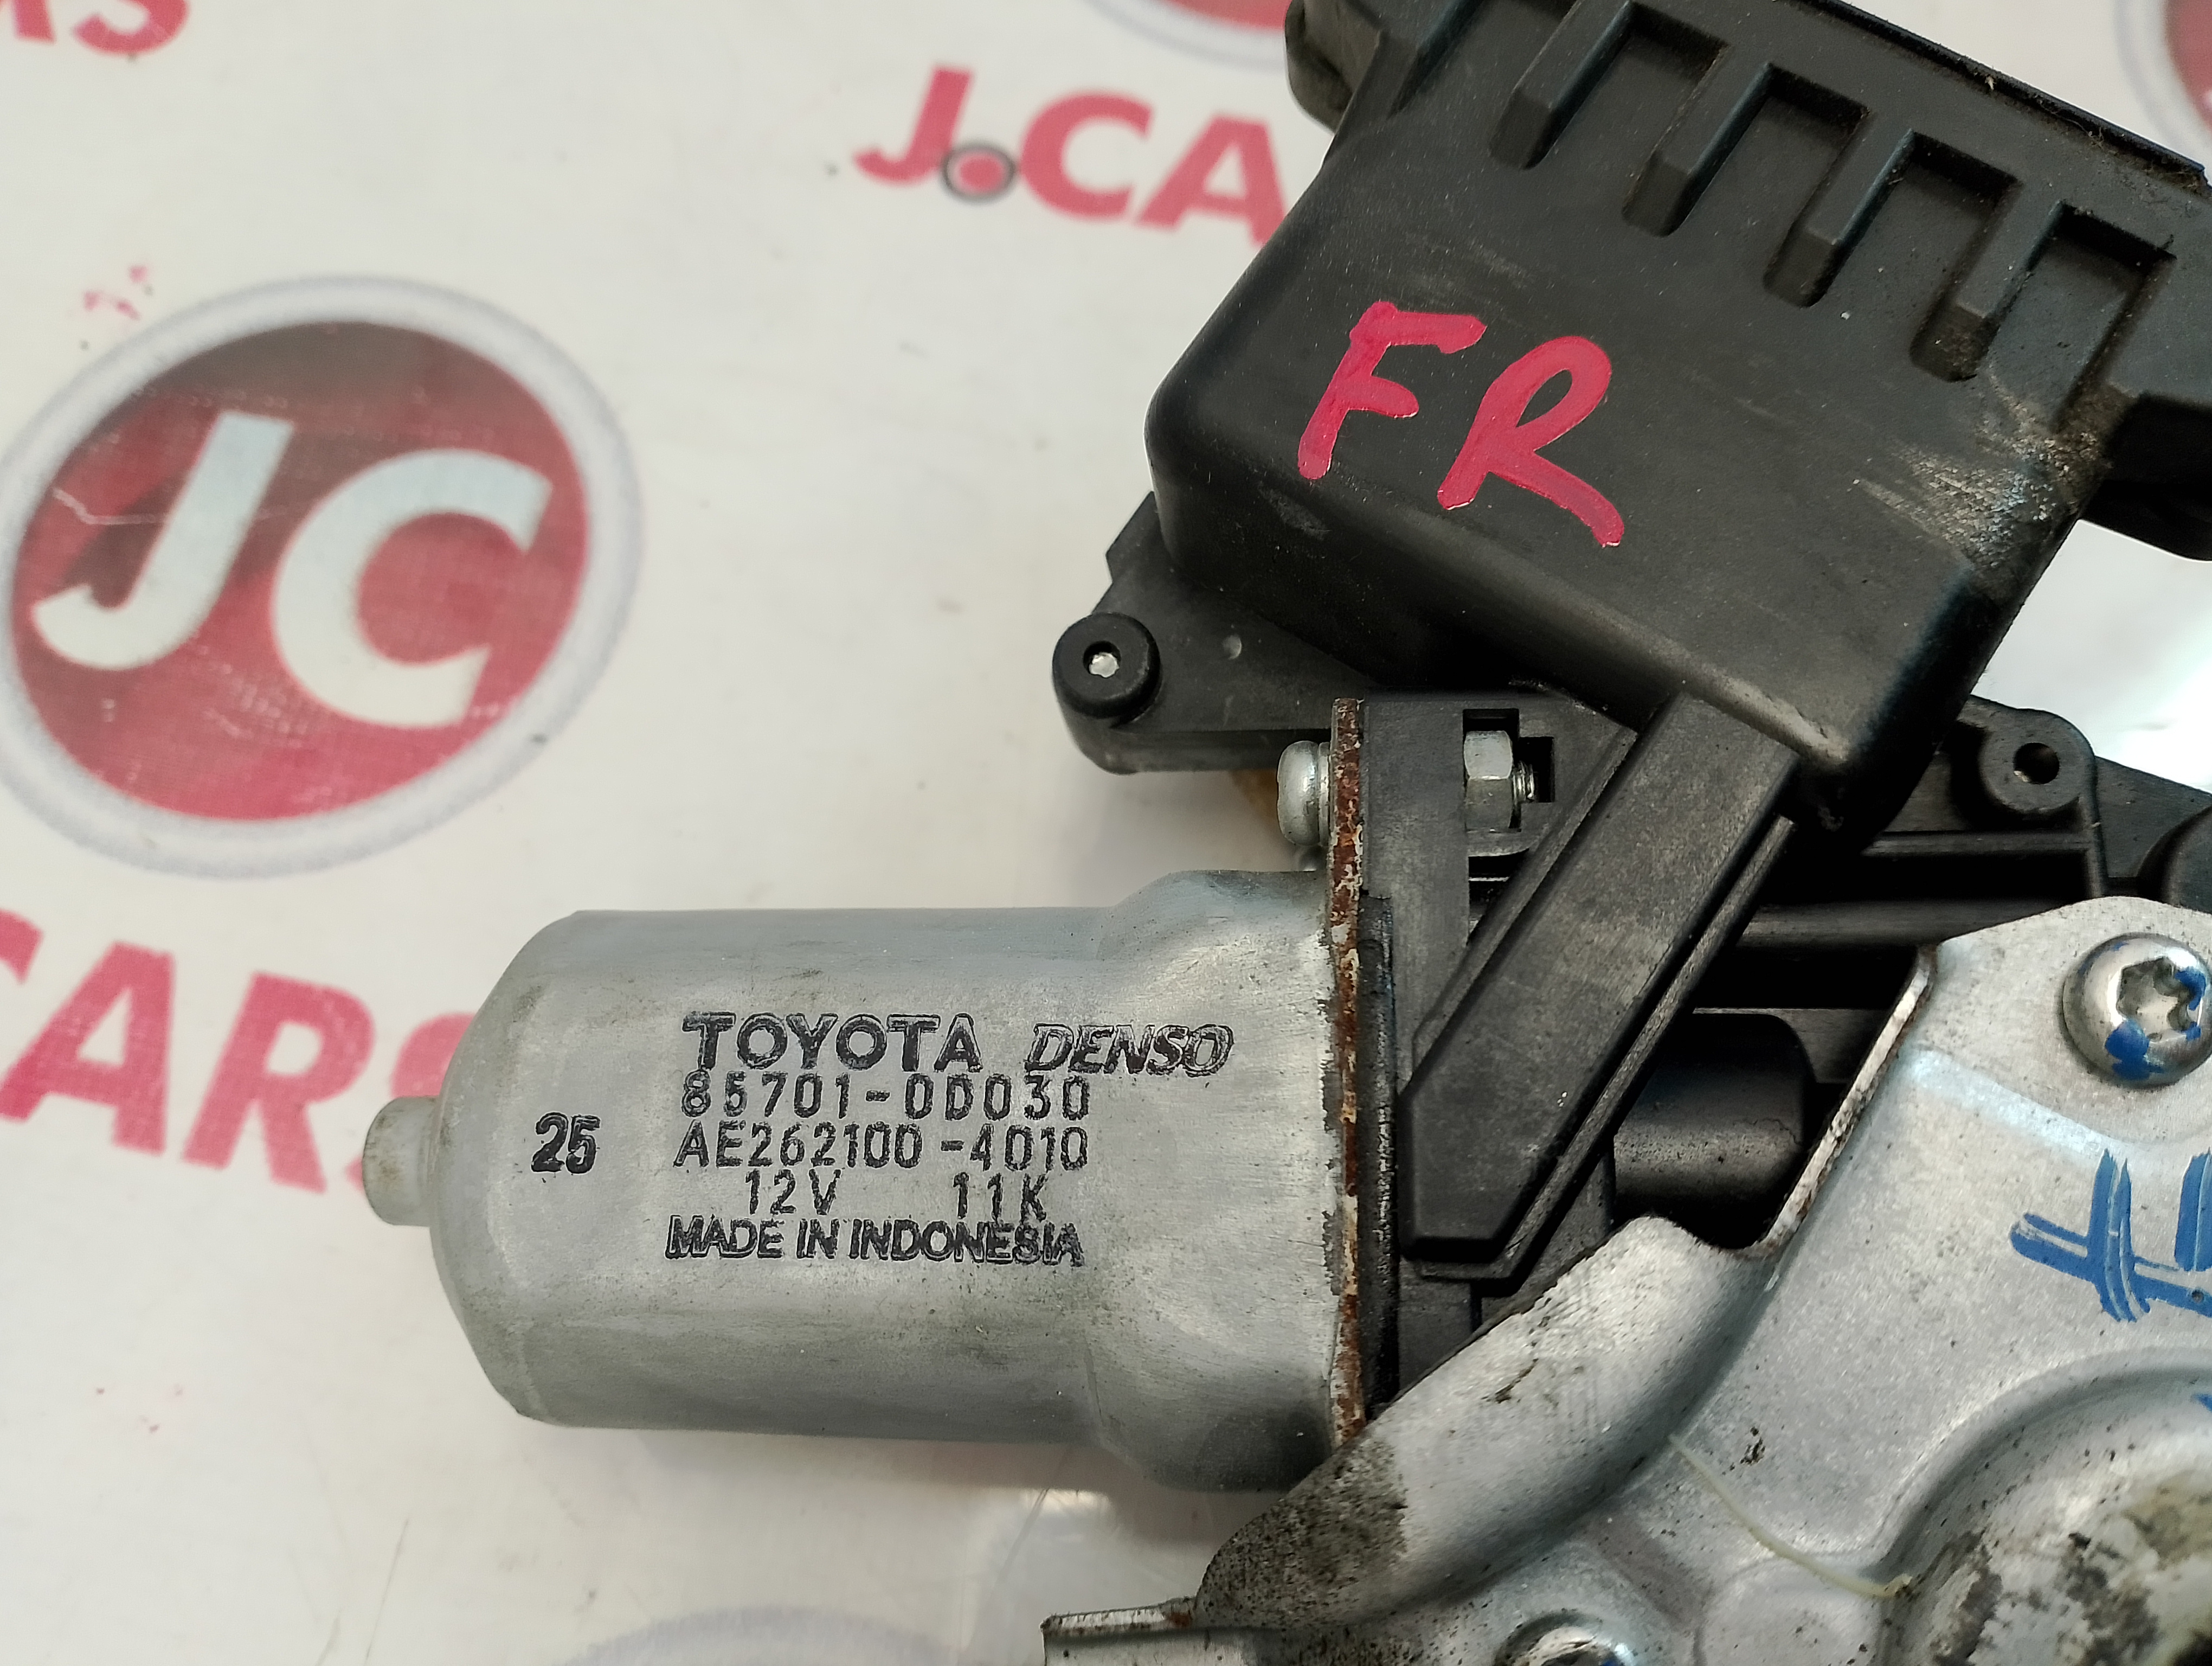 J.CA
FR
JC
CARS
TOYOTA DENSO
85701-0D030
25
AE262100-4010
12V 11K
MADE IN INDONESIA